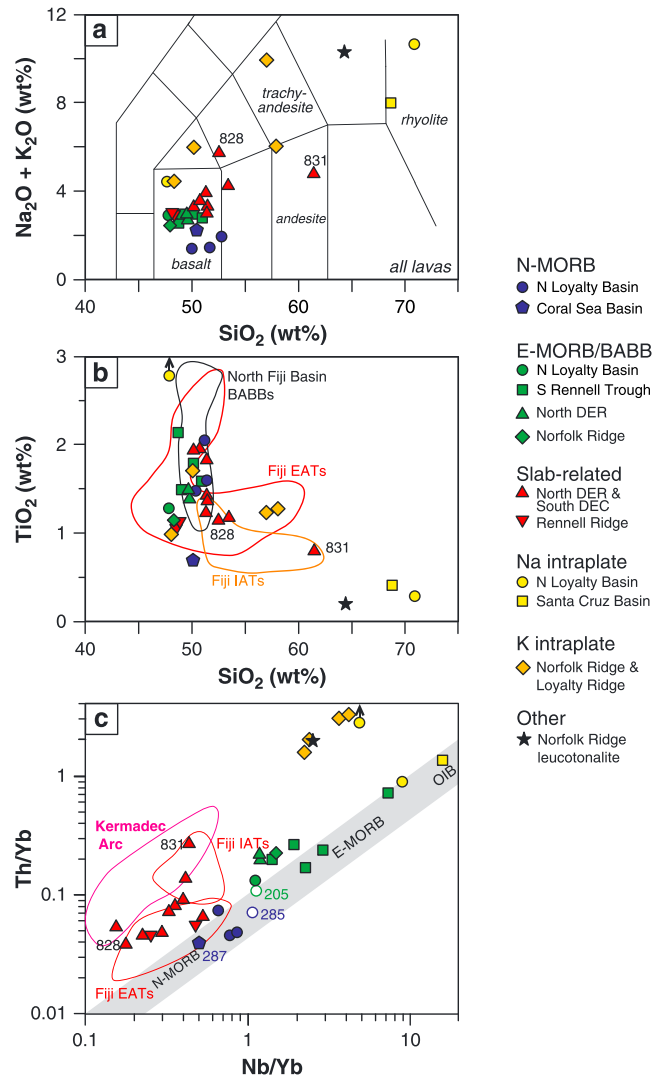 a
12
8
4
0
Na2O + K2O (wt%)
trachy-
andesite
rhyolite
828
831
andesite
basalt
all lavas
40
50
60
70
SiO2 (wt%)
b
3
2
1
0
TiO2 (wt%)
North Fiji Basin
BABBs
Fiji EATs
828
831
Fiji IATs
40
50
60
70
SiO2 (wt%)
c
1
0.1
0.01
Th/Yb
OIB
E-MORB
Kermadec
Arc
831
Fiji IATs
205
285
828
287
N-MORB
Fiji EATs
0.1
1
10
Nb/Yb
N-MORB
N Loyalty Basin
Coral Sea Basin
E-MORB/BABB
N Loyalty Basin
S Rennell Trough
North DER
Norfolk Ridge
Slab-related
North DER &
South DEC
Rennell Ridge
Na intraplate
N Loyalty Basin
Santa Cruz Basin
K intraplate
Norfolk Ridge &
Loyalty Ridge
Other
Norfolk Ridge
leucotonalite